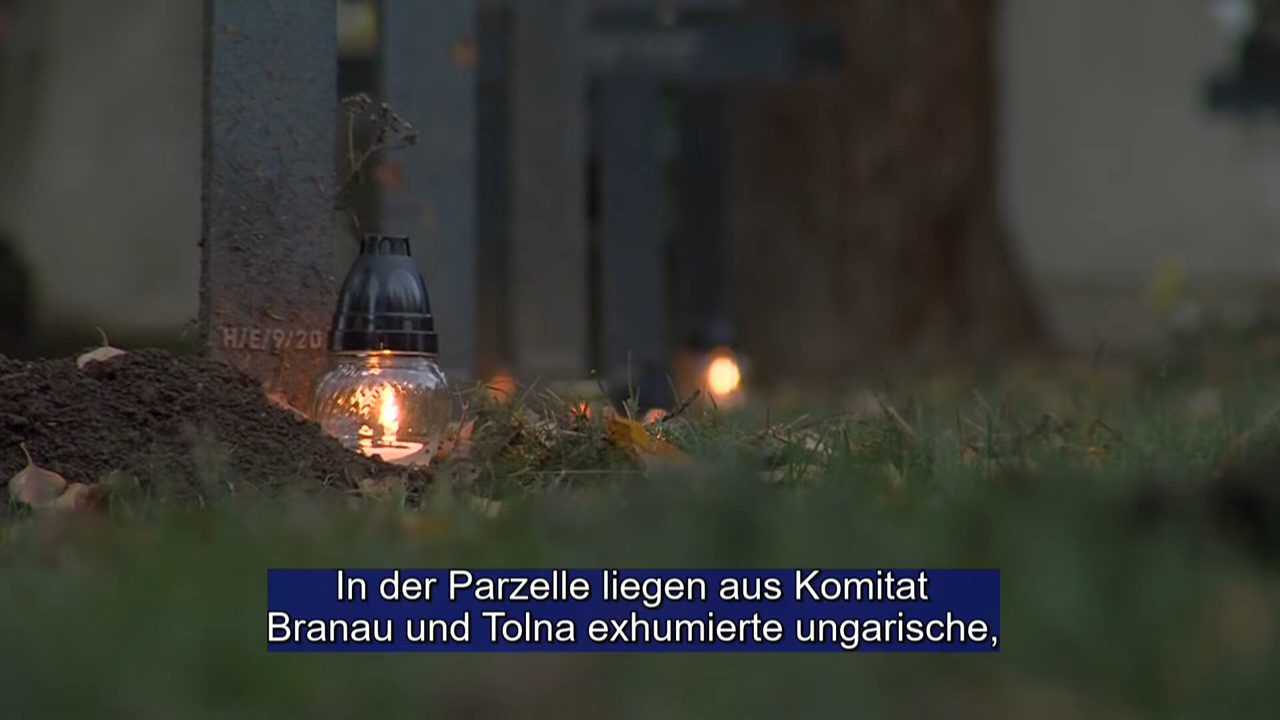 H/E/9/20
In der Parzelle liegen aus Komitat
Branau und Tolna exhumierte ungarische,